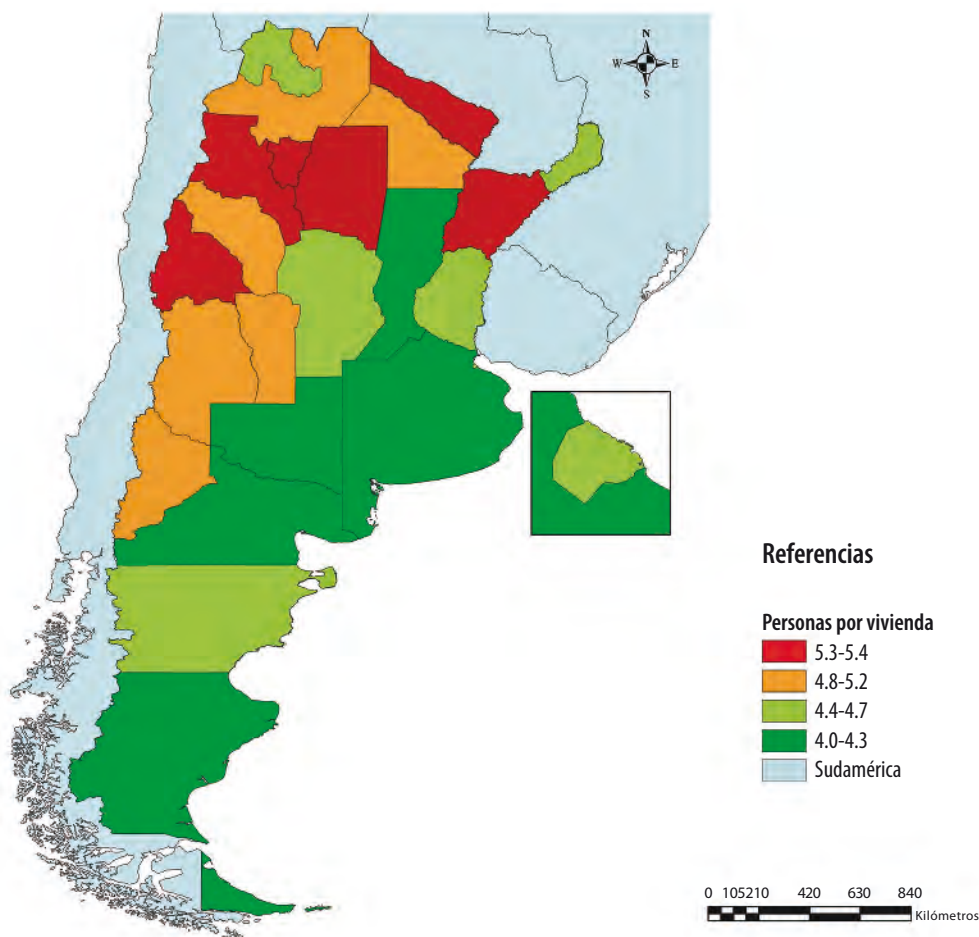 N
W E
S
Referencias
Personas por vivienda
5.3-5.4
4.8-5.2
4.4-4.7
4.0-4.3
Sudamérica
0 105210 420 630 840
Kilómetros